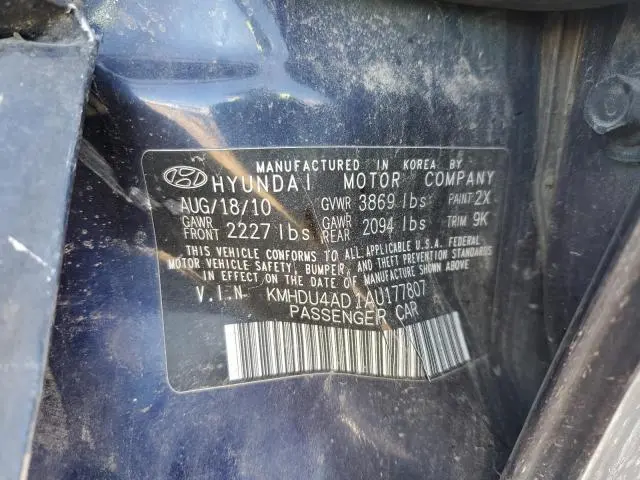 MANUFACTURED IN KOREA BY
HYUNDAI MOTOR COMPANY
AUG/18/10 GVWR 3869 lbs PAINT 2X
GAWR FRONT 2227 lbs GAWR REAR 2094 lbs TRIM 9K
THIS VEHICLE CONFORMS TO ALL APPLICABLE U.S.A. FEDERAL
MOTOR VEHICLE SAFETY, BUMPER, AND THEFT PREVENTION STANDARDS
IN EFFECT ON THE DATE OF MANUFACTURE SHOWN ABOVE.
V.I.N KMHDU4AD1AU177807
PASSENGER CAR